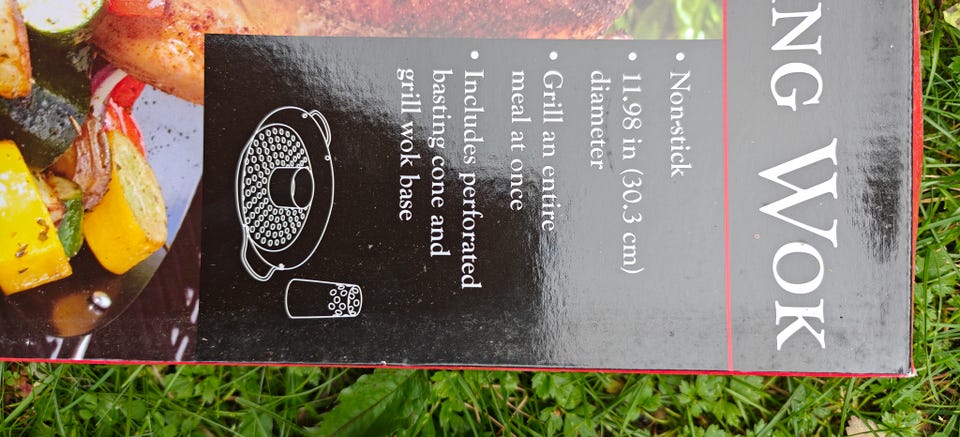 NG WOK
• Non-stick
• 11.98 in (30.3 cm)
diameter
• Grill an entire
meal at once
• Includes perforated
basting cone and
grill wok base